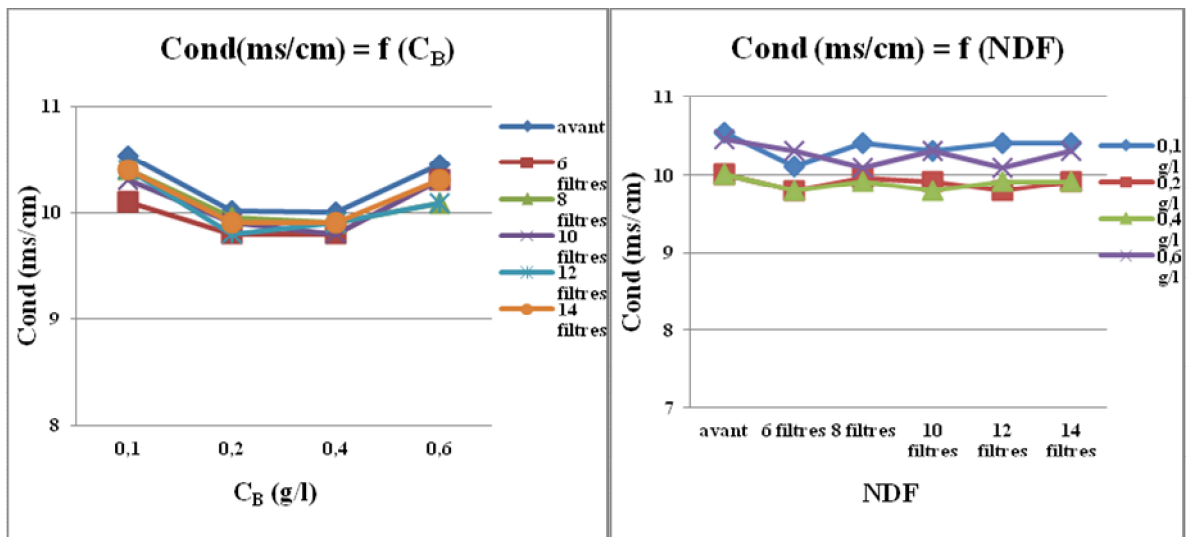 Cond(ms/cm) = f (CB)
11
10
9
8
Cond (ms/cm)
0,1
0,2
0,4
0,6
CB (g/l)
avant
6
filtres
8
filtres
10
filtres
12
filtres
14
filtres
Cond (ms/cm) = f (NDF)
11
10
9
8
7
Cond (ms/cm)
avant
6 filtres
8 filtres
10
filtres
12
filtres
14
filtres
NDF
0,1
g/l
0,2
g/l
0,4
g/l
0,6
g/l